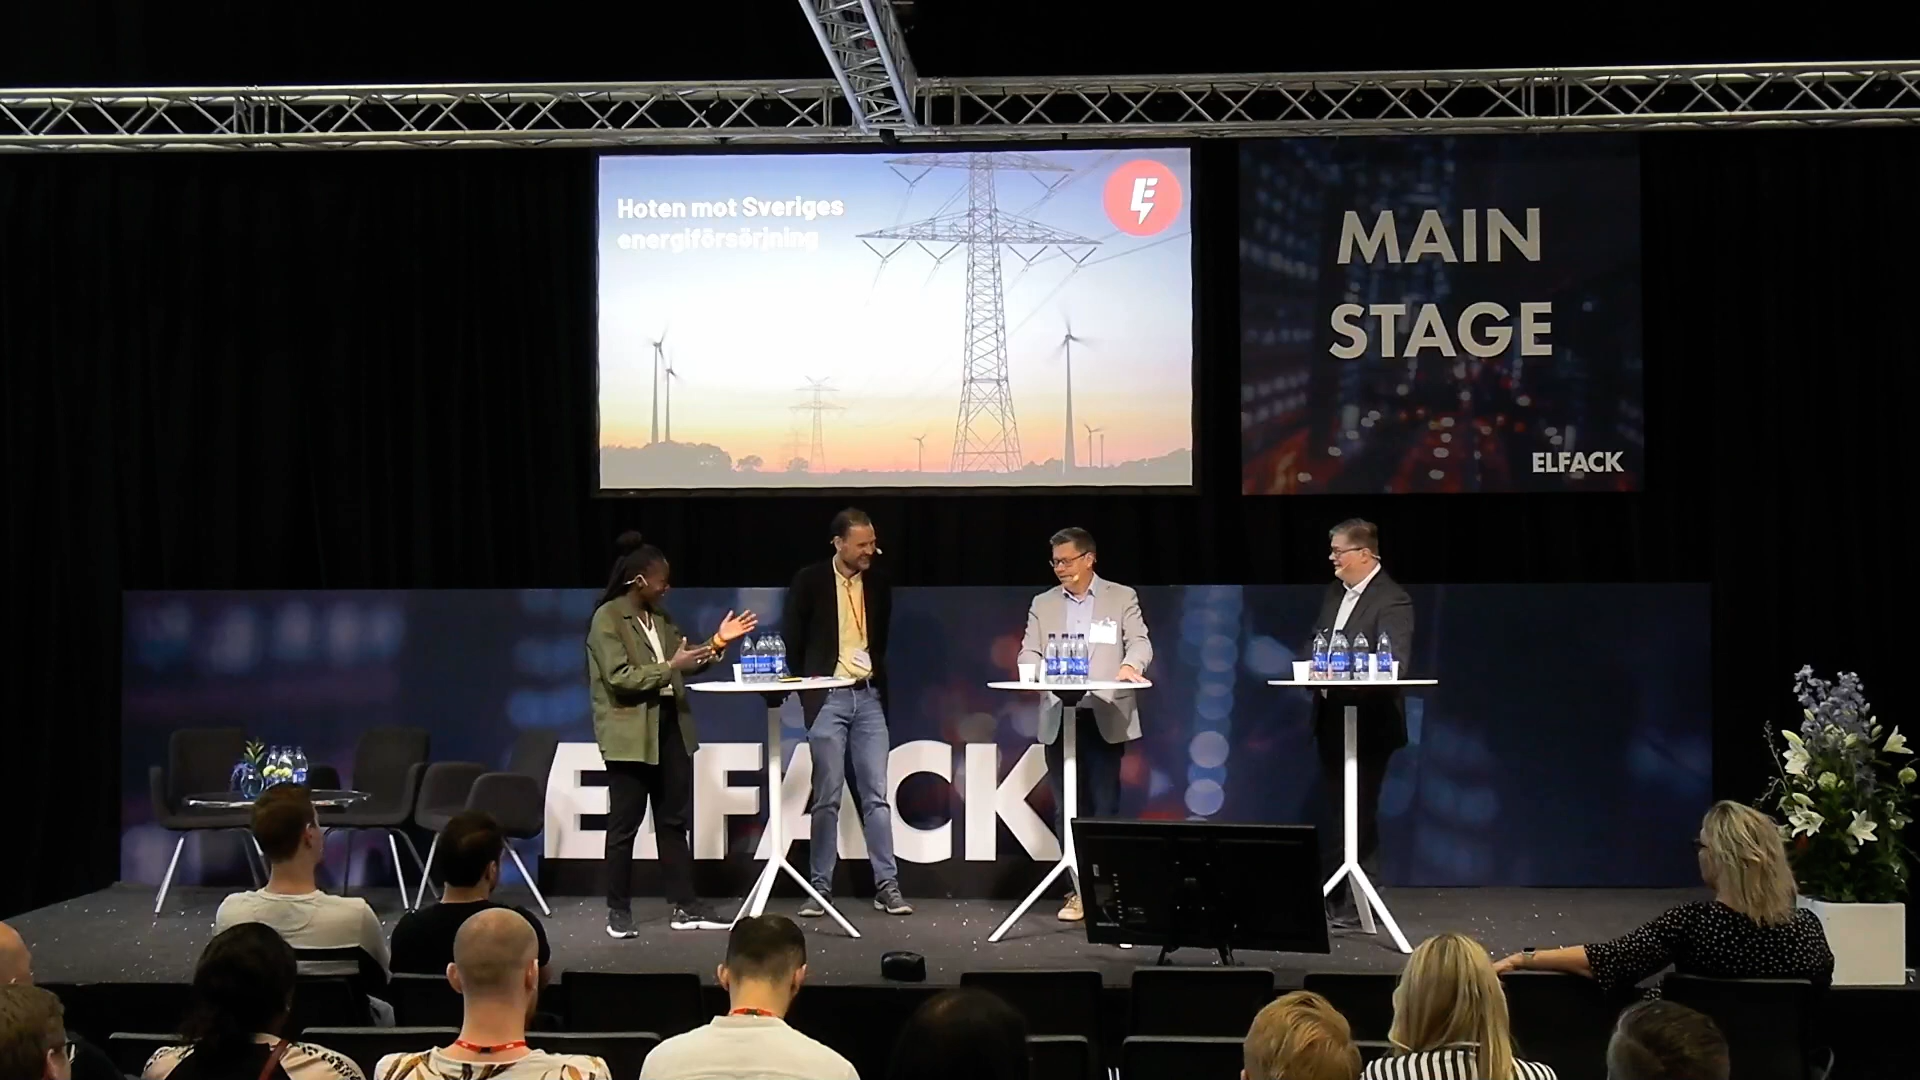 Hoten mot Sveriges
energiförsörjning
MAIN
STAGE
ELFACK
ELFACK